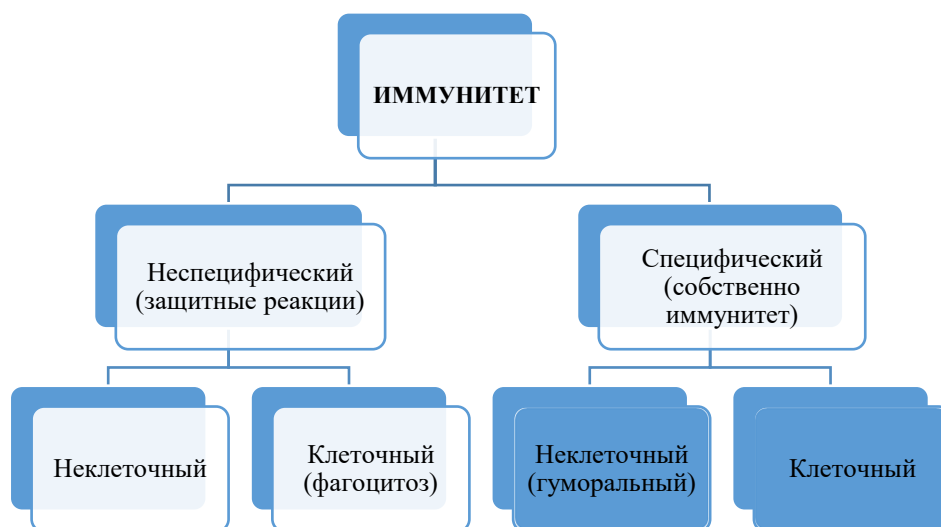 ИММУНИТЕТ
Неспецифический
(защитные реакции)
Специфический
(собственно
иммунитет)
Неклеточный
Клеточный
(фагоцитоз)
Неклеточный
(гуморальный)
Клеточный